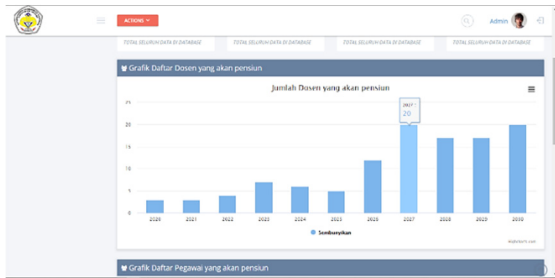 ACTIONS
Admin
TOTAL SELURUH DATA DI DATABASE TOTAL SELURUH DATA DI DATABASE TOTAL SELURUH DATA DI DATABASE TOTAL SELURUH DATA DI DATABASE
Grafik Daftar Dosen yang akan pensiun
Jumlah Dosen yang akan pensiun
25
20
15
10
5
0
2027
20
2020 2021 2022 2023 2024 2025 2026 2027 2028 2029 2030
Sembunyikan
Grafik Daftar Pegawai yang akan pensiun